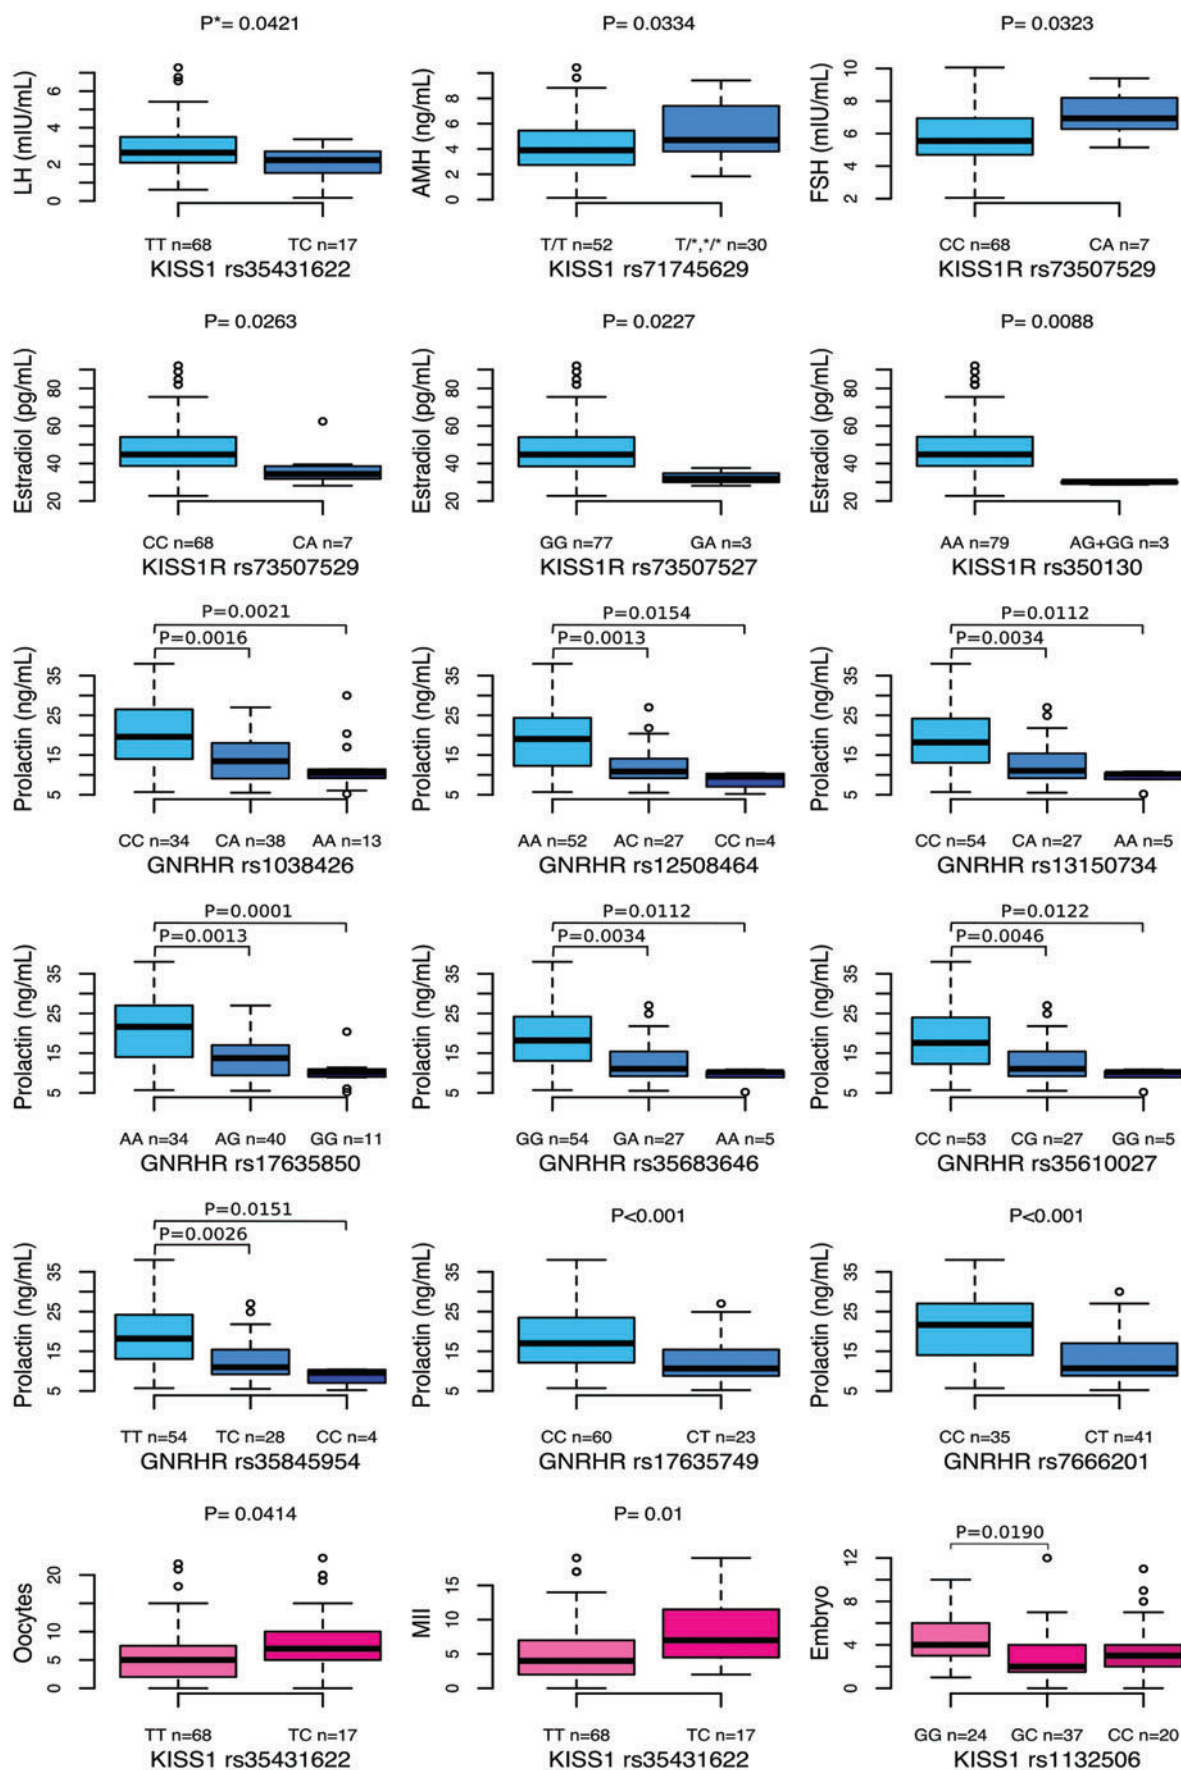 P*= 0.0421
P= 0.0334
P= 0.0323
LH (mIU/mL)
0 2 4 6
AMH (ng/mL)
0 2 4 6 8
FSH (mIU/mL)
2 4 6 8 10
TT n=68 TC n=17
KISS1 rs35431622
T/T n=52 T/*,*/* n=30
KISS1 rs71745629
CC n=68 CA n=7
KISS1R rs73507529
P= 0.0263
P= 0.0227
P= 0.0088
Estradiol (pg/mL)
20 40 60 80
Estradiol (pg/mL)
20 40 60 80
Estradiol (pg/mL)
20 40 60 80
CC n=68 CA n=7
KISS1R rs73507529
GG n=77 GA n=3
KISS1R rs73507527
AA n=79 AG+GG n=3
KISS1R rs350130
P=0.0021
P=0.0016
P=0.0154
P=0.0013
P=0.0112
P=0.0034
Prolactin (ng/mL)
5 15 25 35
Prolactin (ng/mL)
5 15 25 35
Prolactin (ng/mL)
5 15 25 35
CC n=34 CA n=38 AA n=13
GNRHR rs1038426
AA n=52 AC n=27 CC n=4
GNRHR rs12508464
CC n=54 CA n=27 AA n=5
GNRHR rs13150734
P=0.0001
P=0.0013
P=0.0112
P=0.0034
P=0.0122
P=0.0046
Prolactin (ng/mL)
5 15 25 35
Prolactin (ng/mL)
5 15 25 35
Prolactin (ng/mL)
5 15 25 35
AA n=34 AG n=40 GG n=11
GNRHR rs17635850
GG n=54 GA n=27 AA n=5
GNRHR rs35683646
CC n=53 CG n=27 GG n=5
GNRHR rs35610027
P=0.0151
P=0.0026
P<0.001
P<0.001
Prolactin (ng/mL)
5 15 25 35
Prolactin (ng/mL)
5 15 25 35
Prolactin (ng/mL)
5 15 25 35
TT n=54 TC n=28 CC n=4
GNRHR rs35845954
CC n=60 CT n=23
GNRHR rs17635749
CC n=35 CT n=41
GNRHR rs7666201
P= 0.0414
P= 0.01
P=0.0190
Oocytes
0 5 10 20
MII
0 5 10 15
Embryo
0 4 8 12
TT n=68 TC n=17
KISS1 rs35431622
TT n=68 TC n=17
KISS1 rs35431622
GG n=24 GC n=37 CC n=20
KISS1 rs1132506